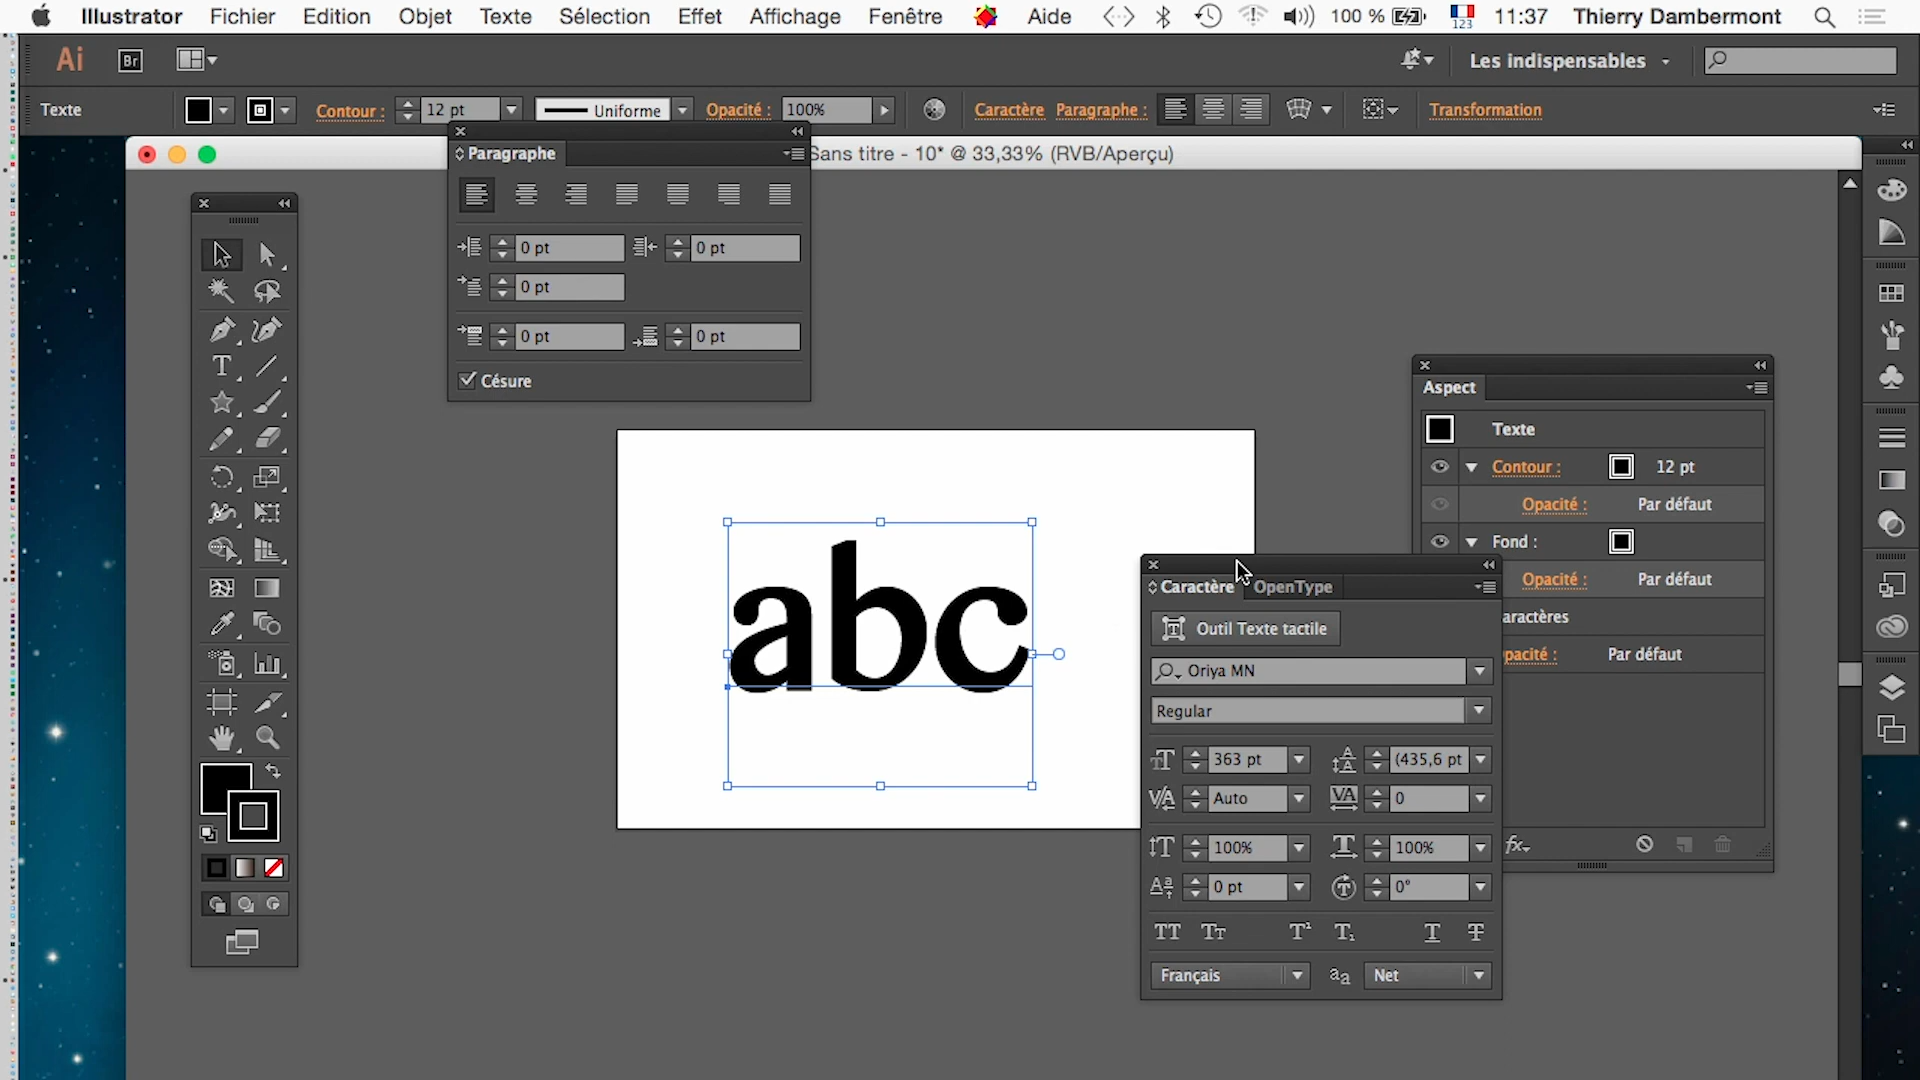 Illustrator Fichier Edition Objet Texte Sélection Effet Affichage Fenêtre Aide 100 % 123 11:37 Thierry Dambermont
Ai Br Les indispensables
Texte Contour : 12 pt Uniforme Opacité : 100% Caractère Paragraphe : Transformation
Sans titre - 10* @ 33,33% (RVB/Aperçu)
Paragraphe
0 pt 0 pt
0 pt
0 pt 0 pt
Césure
abc
Aspect
Texte
Contour : 12 pt
Opacité : Par défaut
Fond :
Opacité : Par défaut
aractères
pacité : Par défaut
fx
Caractère OpenType
Outil Texte tactile
Oriya MN
Regular
363 pt (435,6 pt
Auto 0
100% 100%
0 pt 0°
Français aa Net